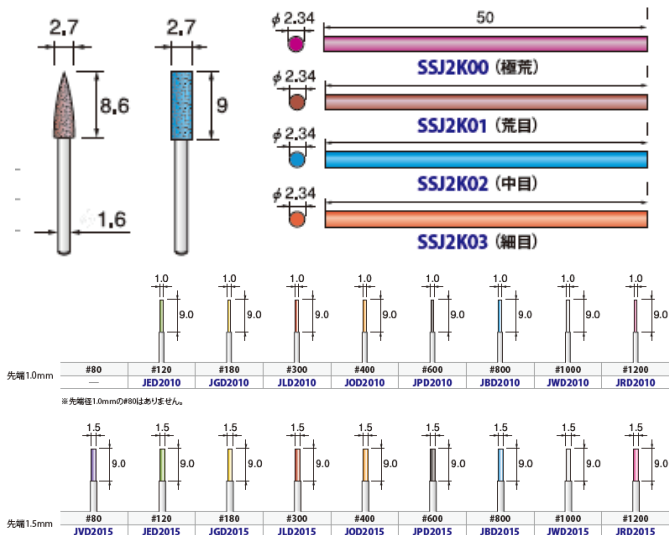 2.7
2.7
8.6
9
1.6
φ2.34
50
SSJ2K00 (極荒)
φ2.34
SSJ2K01 (荒目)
φ2.34
SSJ2K02 (中目)
φ2.34
SSJ2K03 (細目)
1.0 1.0 1.0 1.0 1.0 1.0 1.0 1.0
9.0 9.0 9.0 9.0 9.0 9.0 9.0 9.0
先端1.0mm
#80 #120 #180 #300 #400 #600 #800 #1000 #1200
— JED2010 JGD2010 JLD2010 JOD2010 JPD2010 JBD2010 JWD2010 JRD2010
※先端径1.0mmの#80はありません。
1.5 1.5 1.5 1.5 1.5 1.5 1.5 1.5 1.5
9.0 9.0 9.0 9.0 9.0 9.0 9.0 9.0 9.0
先端1.5mm
#80 #120 #180 #300 #400 #600 #800 #1000 #1200
JVD2015 JED2015 JGD2015 JLD2015 JOD2015 JPD2015 JBD2015 JWD2015 JRD2015